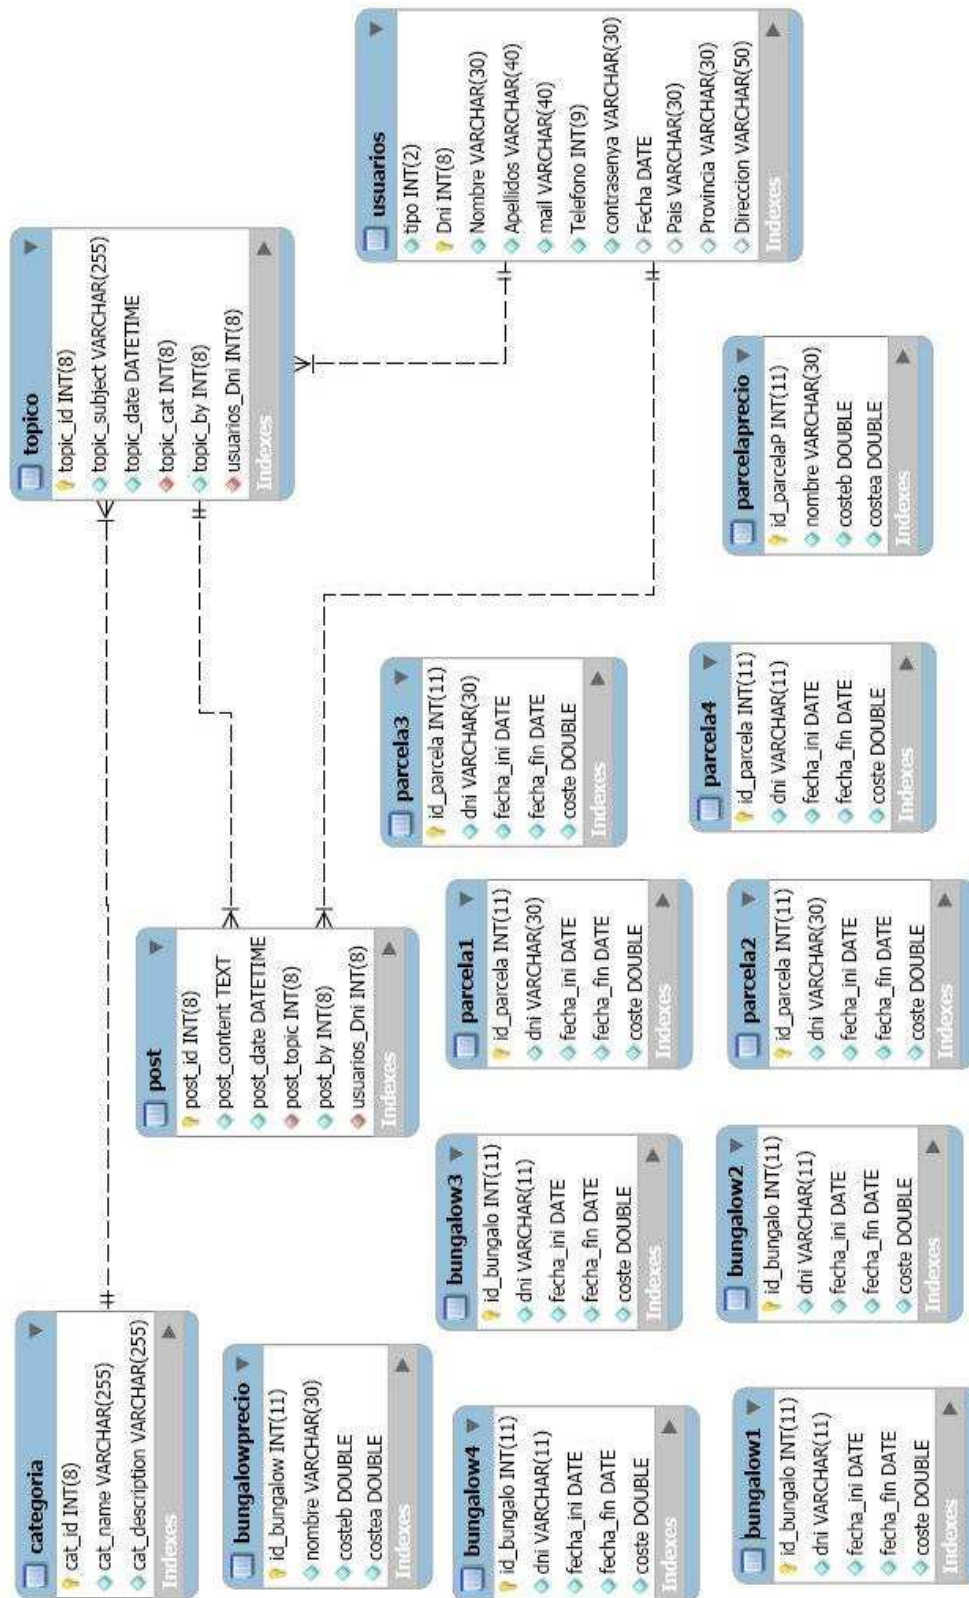 categoria
cat_id INT(8)
cat_name VARCHAR(255)
cat_description VARCHAR(255)
Indexes
topico
topic_id INT(8)
topic_subject VARCHAR(255)
topic_date DATETIME
topic_cat INT(8)
topic_by INT(8)
usuarios_Dni INT(8)
Indexes
post
post_id INT(8)
post_content TEXT
post_date DATETIME
post_topic INT(8)
post_by INT(8)
usuarios_Dni INT(8)
Indexes
usuarios
tipo INT(2)
Dni INT(8)
Nombre VARCHAR(30)
Apellidos VARCHAR(40)
mail VARCHAR(40)
Telefono INT(9)
contrasenya VARCHAR(30)
Fecha DATE
Pais VARCHAR(30)
Provincia VARCHAR(30)
Direccion VARCHAR(50)
Indexes
bungalowprecio
id_bungalow INT(11)
nombre VARCHAR(30)
costeb DOUBLE
costea DOUBLE
Indexes
bungalow4
id_bungalo INT(11)
dni VARCHAR(11)
fecha_ini DATE
fecha_fin DATE
coste DOUBLE
Indexes
bungalow3
id_bungalo INT(11)
dni VARCHAR(11)
fecha_ini DATE
fecha_fin DATE
coste DOUBLE
Indexes
parcela1
id_parcela INT(11)
dni VARCHAR(30)
fecha_ini DATE
fecha_fin DATE
coste DOUBLE
Indexes
parcela3
id_parcela INT(11)
dni VARCHAR(30)
fecha_ini DATE
fecha_fin DATE
coste DOUBLE
Indexes
bungalow1
id_bungalo INT(11)
dni VARCHAR(11)
fecha_ini DATE
fecha_fin DATE
coste DOUBLE
Indexes
bungalow2
id_bungalo INT(11)
dni VARCHAR(11)
fecha_ini DATE
fecha_fin DATE
coste DOUBLE
Indexes
parcela2
id_parcela INT(11)
dni VARCHAR(30)
fecha_ini DATE
fecha_fin DATE
coste DOUBLE
Indexes
parcela4
id_parcela INT(11)
dni VARCHAR(11)
fecha_ini DATE
fecha_fin DATE
coste DOUBLE
Indexes
parcelaprecio
id_parcelaP INT(11)
nombre VARCHAR(30)
costeb DOUBLE
costea DOUBLE
Indexes